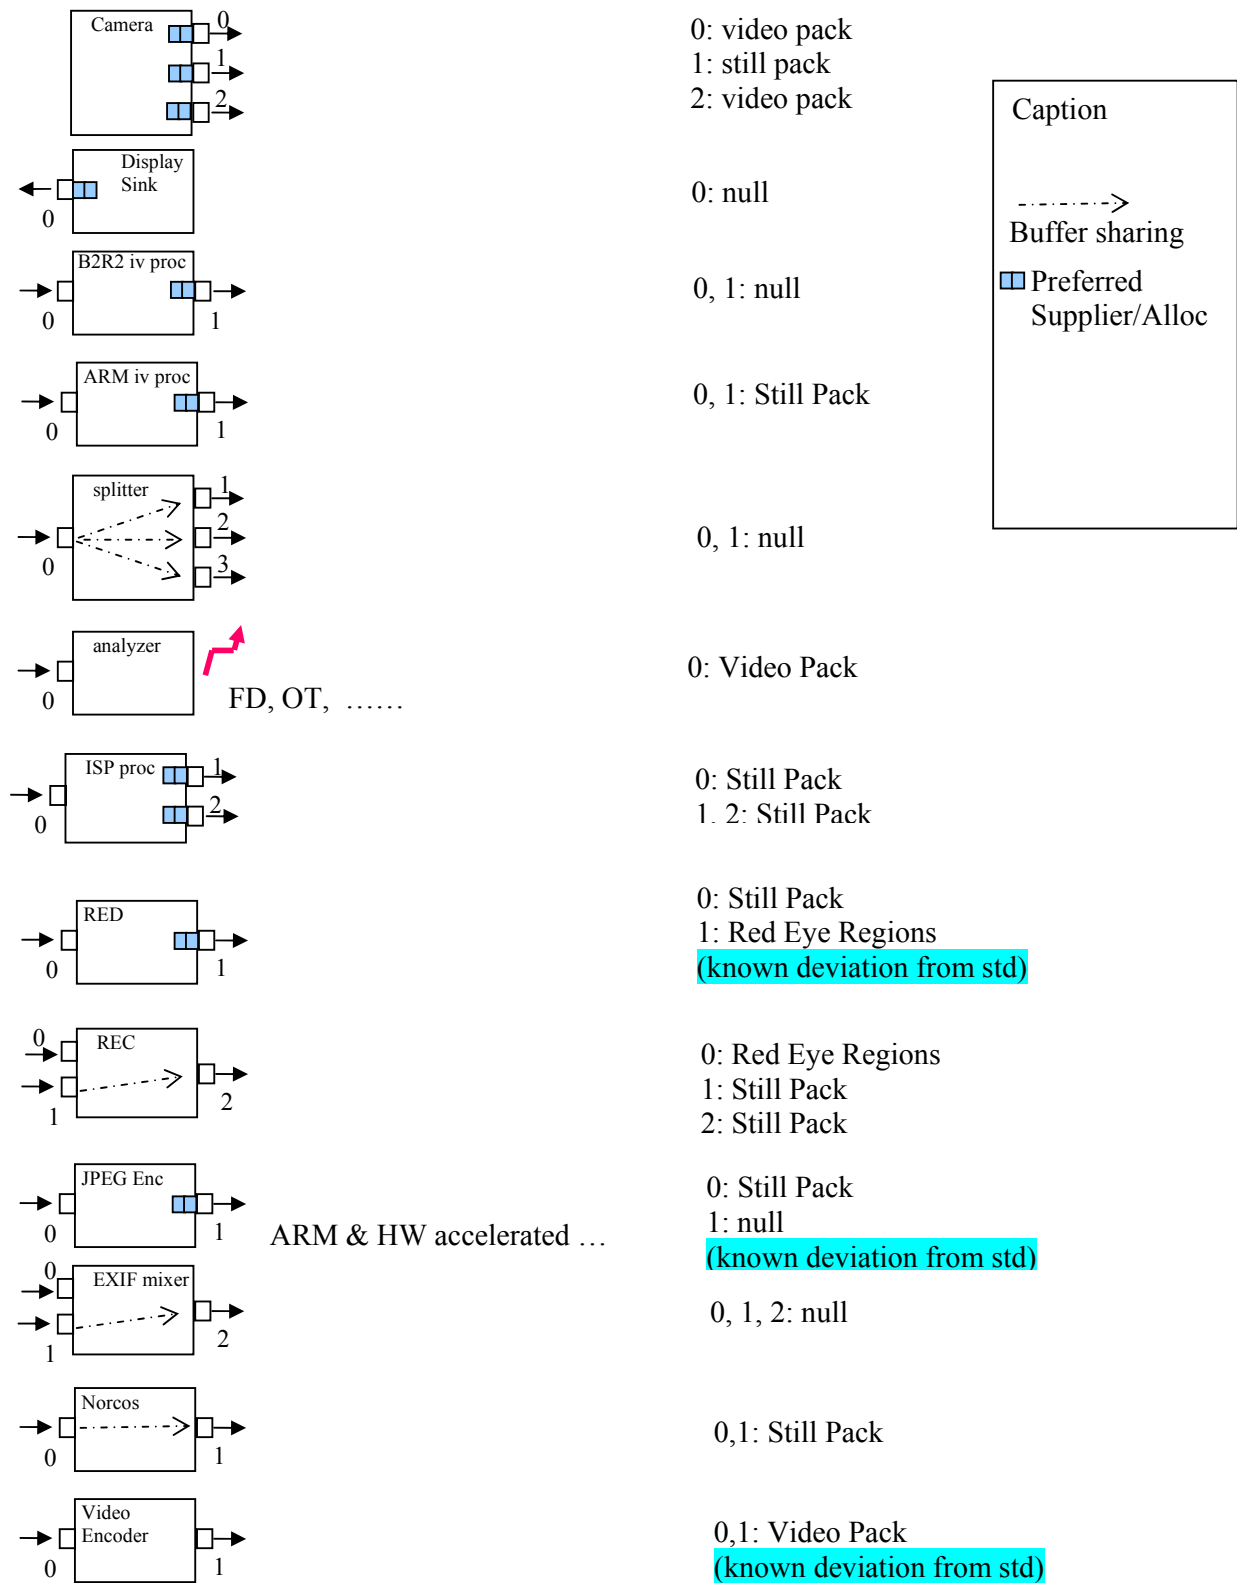 Camera
0
1
2
0: video pack
1: still pack
2: video pack
Caption
Buffer sharing
Preferred
Supplier/Alloc
Display
Sink
0
0: null
B2R2 iv proc
0
1
0, 1: null
ARM iv proc
0
1
0, 1: Still Pack
splitter
0
1
2
3
0, 1: null
analyzer
0
FD, OT, ……
0: Video Pack
ISP proc
0
1
2
0: Still Pack
1, 2: Still Pack
RED
0
1
0: Still Pack
1: Red Eye Regions
(known deviation from std)
REC
0
1
2
0: Red Eye Regions
1: Still Pack
2: Still Pack
JPEG Enc
0
1
ARM & HW accelerated …
0: Still Pack
1: null
(known deviation from std)
EXIF mixer
0
1
2
0, 1, 2: null
Norcos
0
1
0,1: Still Pack
Video
Encoder
0
1
0,1: Video Pack
(known deviation from std)